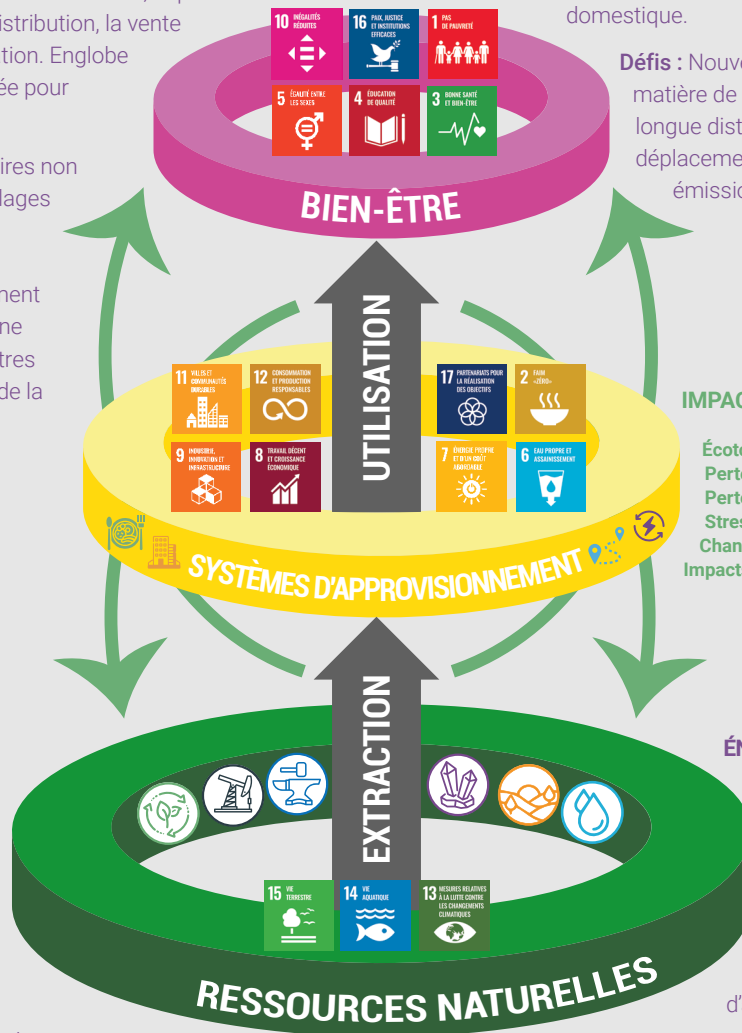 istribution, la vente
ation. Englobe
ée pour
aires non
lages
ment
ne
tres
de la
domestique.
Défis : Nouve
matière de
longue dist
déplaceme
émissio
10 INÉGALITÉS
RÉDUITES
16 PAIX, JUSTICE
ET INSTITUTIONS
EFFICACES
1 PAS
DE PAUVRETÉ
5 ÉGALITÉ ENTRE
LES SEXES
4 ÉDUCATION
DE QUALITÉ
3 BONNE SANTÉ
ET BIEN-ÊTRE
BIEN-ÊTRE
UTILISATION
11 VILLES ET
COMMUNAUTÉS
DURABLES
12 CONSOMMATION
ET PRODUCTION
RESPONSABLES
17 PARTENARIATS POUR
LA RÉALISATION
DES OBJECTIFS
2 FAIM
«ZÉRO»
9 INDUSTRIE,
INNOVATION ET
INFRASTRUCTURE
8 TRAVAIL DÉCENT
ET CROISSANCE
ÉCONOMIQUE
7 ÉNERGIE PROPRE
ET D'UN COÛT
ABORDABLE
6 EAU PROPRE ET
ASSAINISSEMENT
SYSTÈMES D'APPROVISIONNEMENT
IMPAC
Écoto
Perte
Perte
Stres
Chan
Impacts
EXTRACTION
ÉN
15 VIE
TERRESTRE
14 VIE
AQUATIQUE
13 MESURES RELATIVES
À LA LUTTE CONTRE
LES CHANGEMENTS
CLIMATIQUES
RESSOURCES NATURELLES
d'